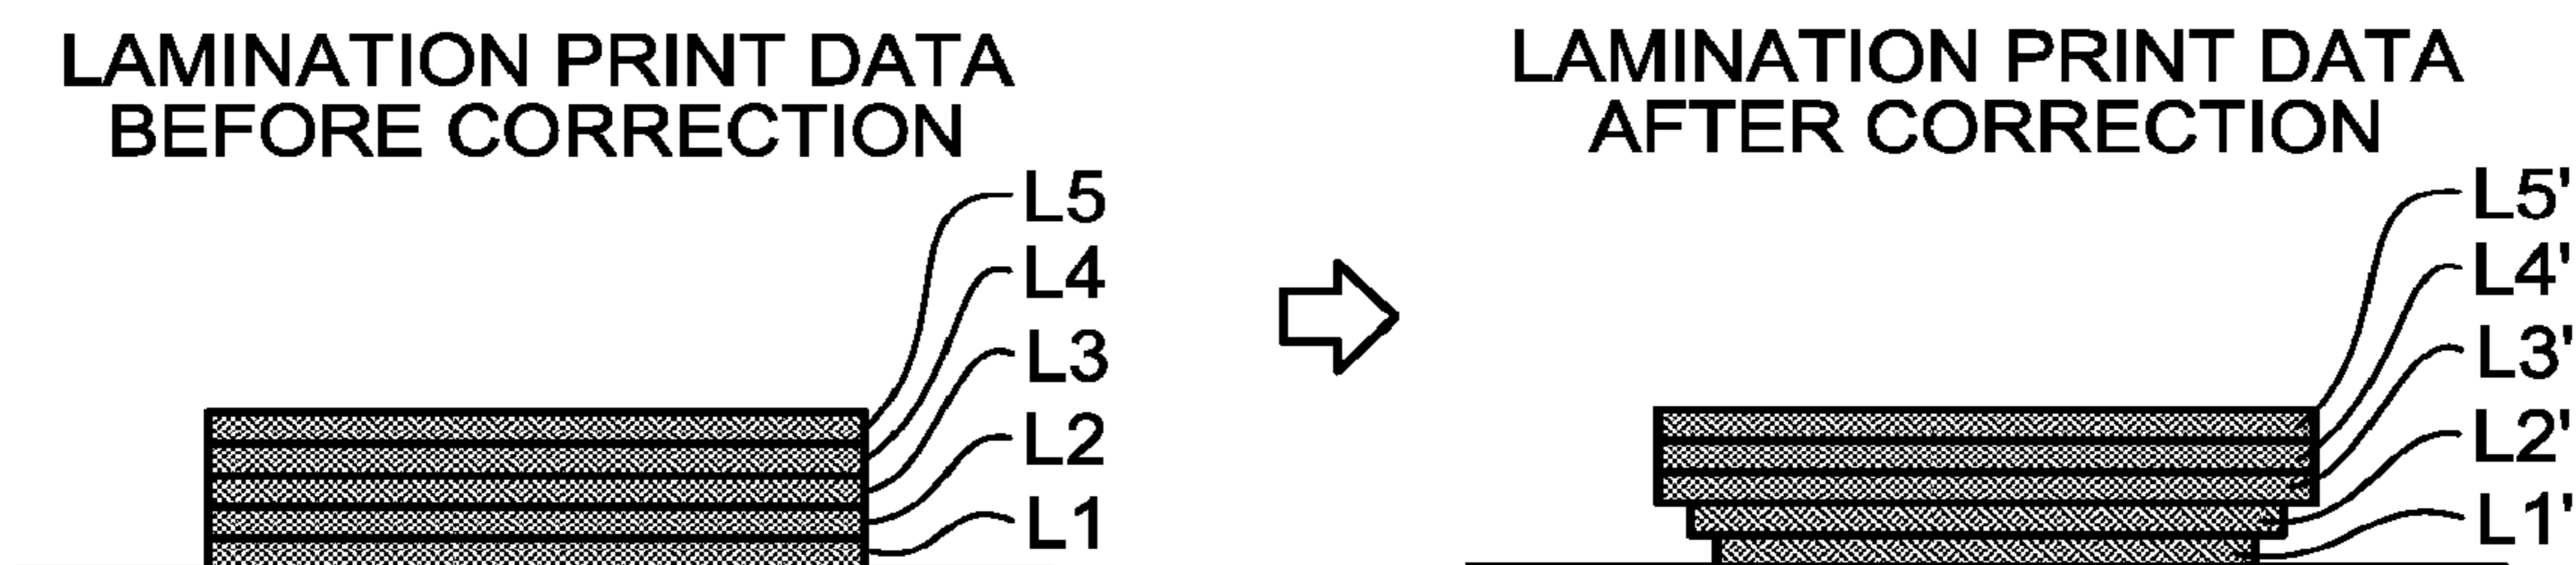 LAMINATION PRINT DATA
BEFORE CORRECTION
L5
L4
L3
L2
L1
LAMINATION PRINT DATA
AFTER CORRECTION
L5'
L4'
L3'
L2'
L1'